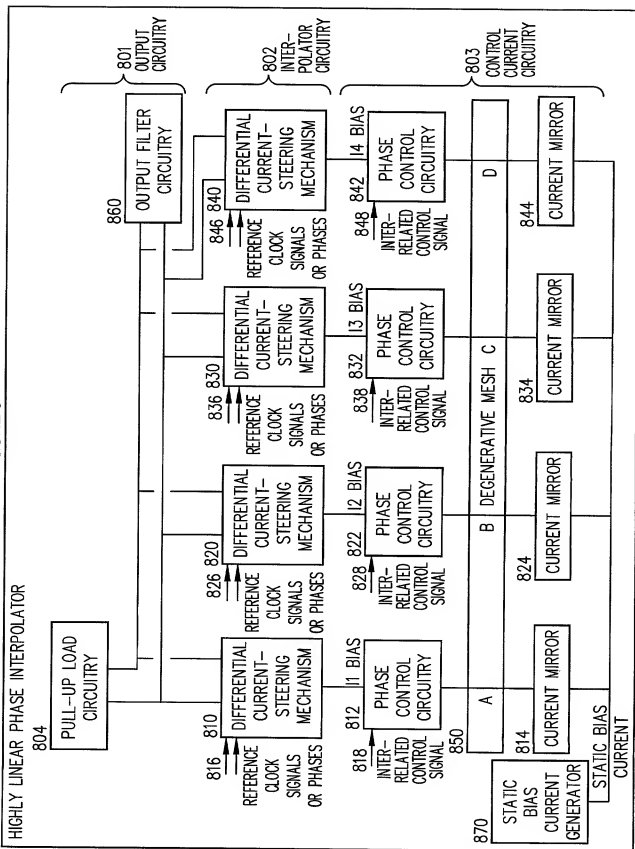 HIGHLY LINEAR PHASE INTERPOLATOR
804
PULL-UP LOAD
CIRCUITRY
860
OUTPUT FILTER
CIRCUITRY
801
OUTPUT
CIRCUITRY
810
DIFFERENTIAL
CURRENT-
STEERING
MECHANISM
816
REFERENCE
CLOCK
SIGNALS
OR PHASES
820
DIFFERENTIAL
CURRENT-
STEERING
MECHANISM
826
REFERENCE
CLOCK
SIGNALS
OR PHASES
830
DIFFERENTIAL
CURRENT-
STEERING
MECHANISM
836
REFERENCE
CLOCK
SIGNALS
OR PHASES
840
DIFFERENTIAL
CURRENT-
STEERING
MECHANISM
846
REFERENCE
CLOCK
SIGNALS
OR PHASES
802
INTER-
POLATOR
CIRCUITRY
I1 BIAS
812
PHASE
CONTROL
CIRCUITRY
818
INTER-
RELATED
CONTROL
SIGNAL
I2 BIAS
822
PHASE
CONTROL
CIRCUITRY
828
INTER-
RELATED
CONTROL
SIGNAL
I3 BIAS
832
PHASE
CONTROL
CIRCUITRY
838
INTER-
RELATED
CONTROL
SIGNAL
I4 BIAS
842
PHASE
CONTROL
CIRCUITRY
848
INTER-
RELATED
CONTROL
SIGNAL
803
CONTROL
CURRENT
CIRCUITRY
850
A B DEGENERATIVE MESH C D
814
CURRENT MIRROR
824
CURRENT MIRROR
834
CURRENT MIRROR
844
CURRENT MIRROR
870
STATIC
BIAS
CURRENT
GENERATOR
STATIC BIAS
CURRENT